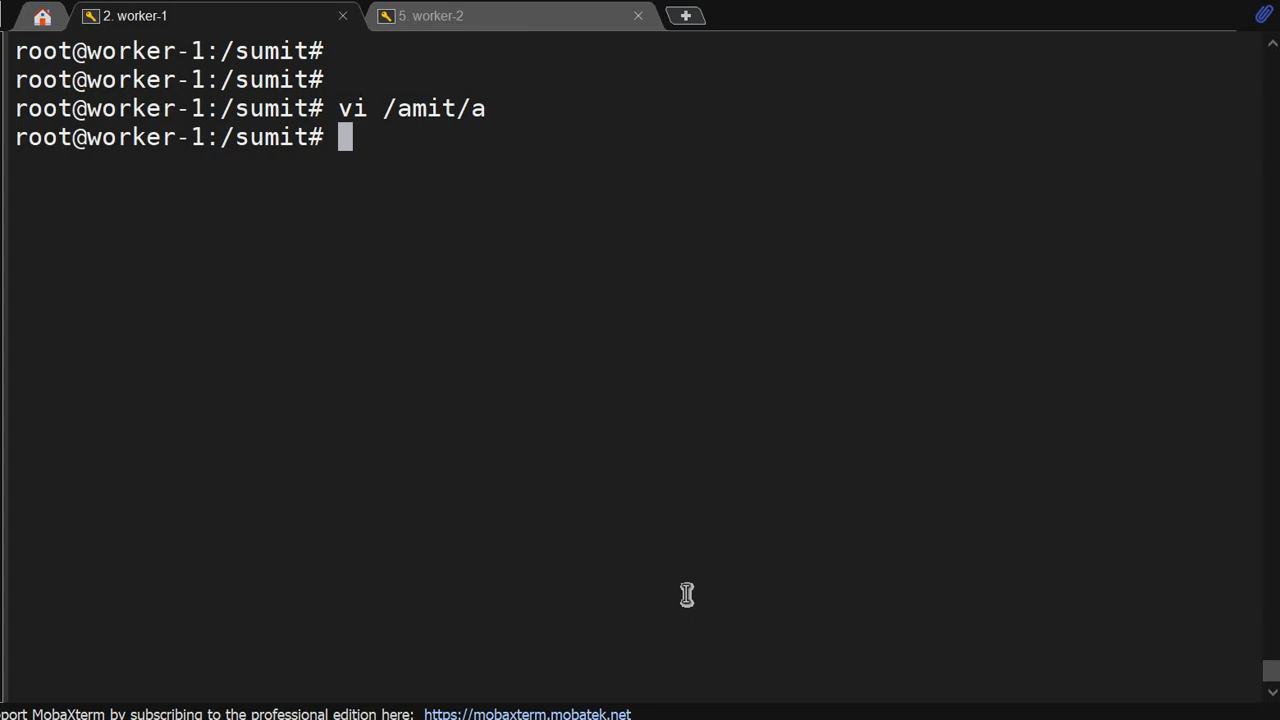 2. worker-1
5. worker-2
root@worker-1:/sumit#
root@worker-1:/sumit#
root@worker-1:/sumit# vi /amit/a
root@worker-1:/sumit#
port MobaXterm by subscribing to the professional edition here: https://mobaxterm.mobatek.net